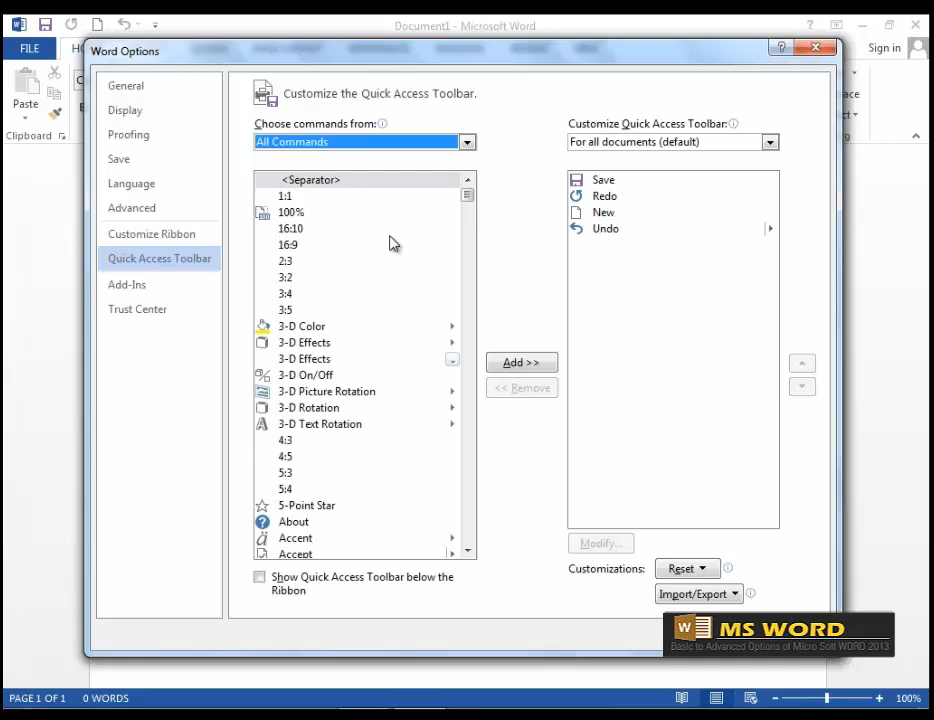 Document1 - Microsoft Word
FILE
Sign in
Word Options
Paste
Clipboard
General
Display
Proofing
Save
Language
Advanced
Customize Ribbon
Quick Access Toolbar
Add-Ins
Trust Center
Customize the Quick Access Toolbar.
Choose commands from:
All Commands
<Separator>
1:1
100%
16:10
16:9
2:3
3:2
3:4
3:5
3-D Color
3-D Effects
3-D Effects
3-D On/Off
3-D Picture Rotation
3-D Rotation
3-D Text Rotation
4:3
4:5
5:3
5:4
5-Point Star
About
Accent
Accept
Show Quick Access Toolbar below the
Ribbon
Add >>
<< Remove
Customize Quick Access Toolbar:
For all documents (default)
Save
Redo
New
Undo
Modify...
Customizations:
Reset
Import/Export
MS WORD
Basic to Advanced Options of Micro Soft WORD 2013
PAGE 1 OF 1
0 WORDS
100%